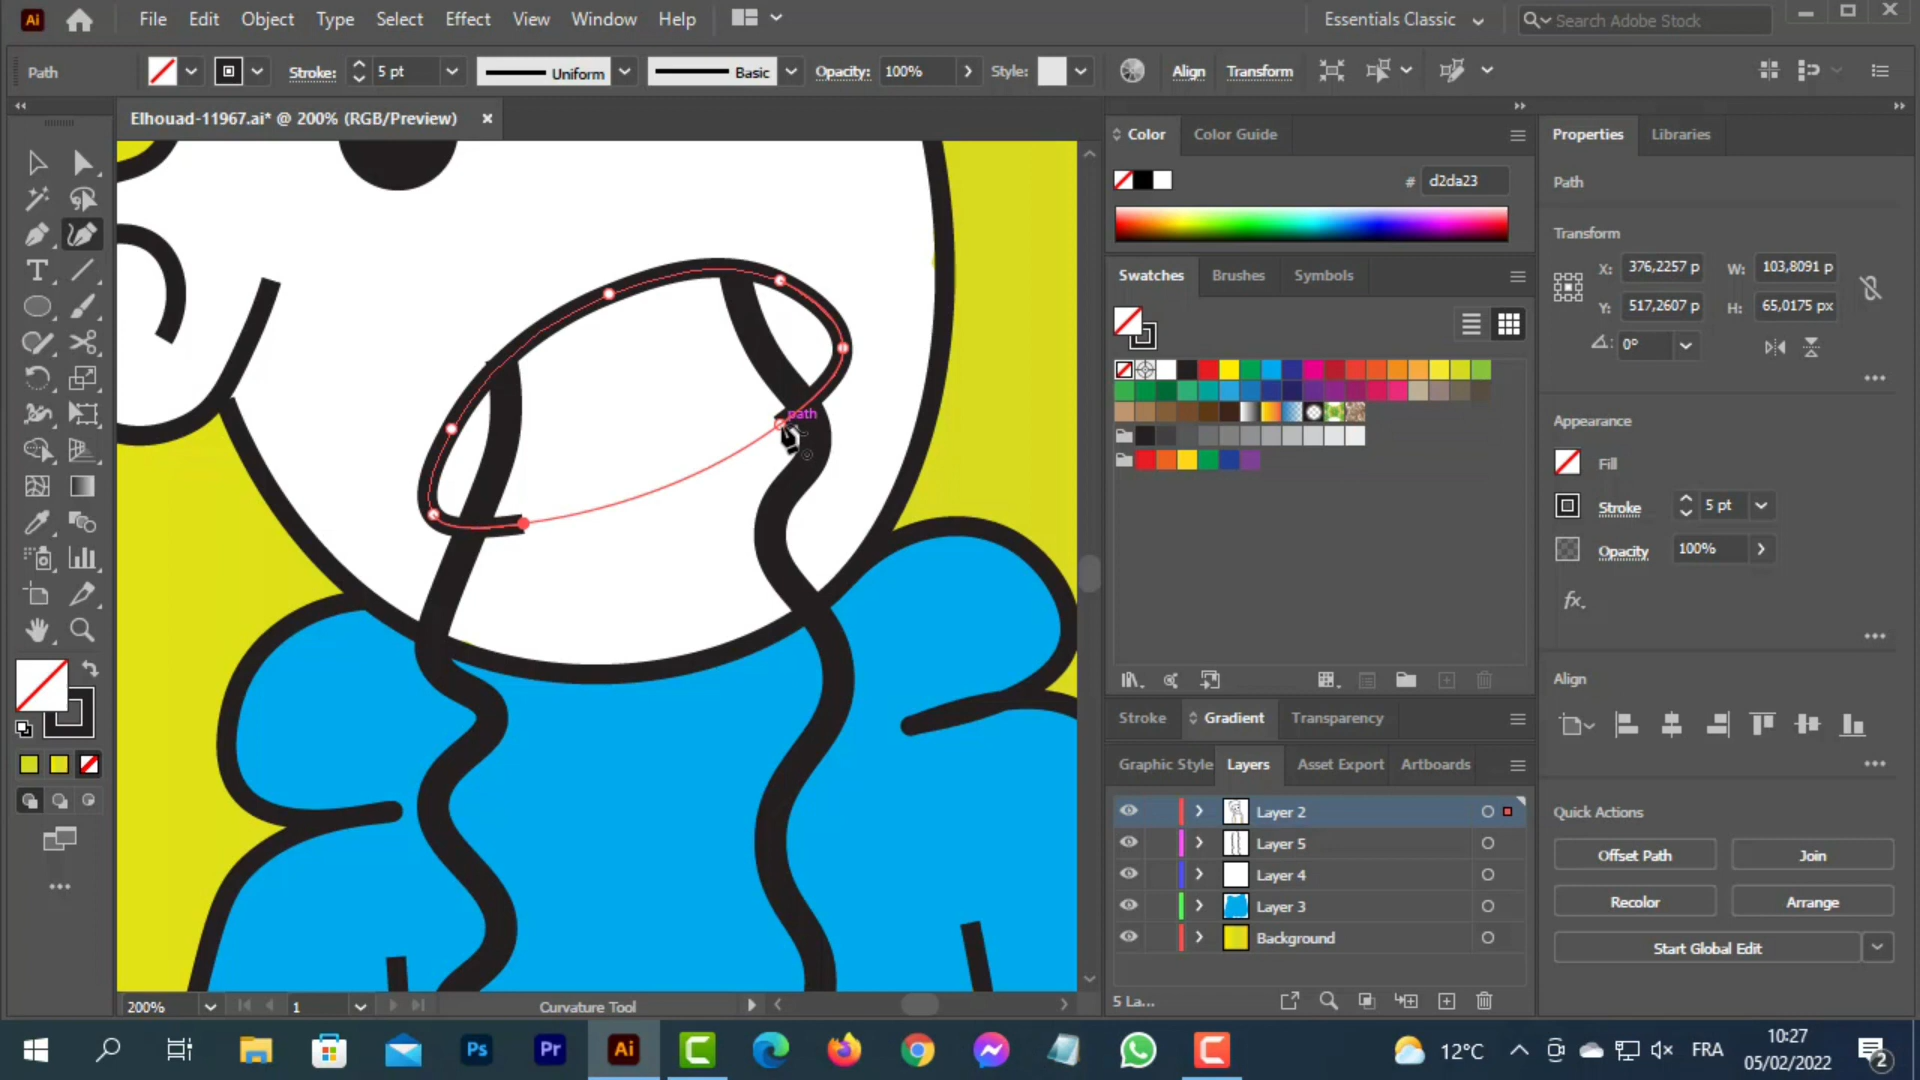 Ai File Edit Object Type Select Effect View Window Help Essentials Classic Search Adobe Stock
Path Stroke: 5 pt Uniform Basic Opacity: 100% Style: Align Transform
Elhouad-11967.ai* @ 200% (RGB/Preview)
Color Color Guide
# d2da23
Swatches Brushes Symbols
Stroke Gradient Transparency
Graphic Style Layers Asset Export Artboards
Layer 2
Layer 5
Layer 4
Layer 3
Background
5 La...
Properties Libraries
Path
Transform
X: 376,2257 p W: 103,8091 p
Y: 517,2607 p H: 65,0175 px
0°
Appearance
Fill
Stroke 5 pt
Opacity 100%
fx.
Align
Quick Actions
Offset Path Join
Recolor Arrange
Start Global Edit
path
200% 1 Curvature Tool
Ps Pr Ai 12°C FRA 10:27
05/02/2022 2